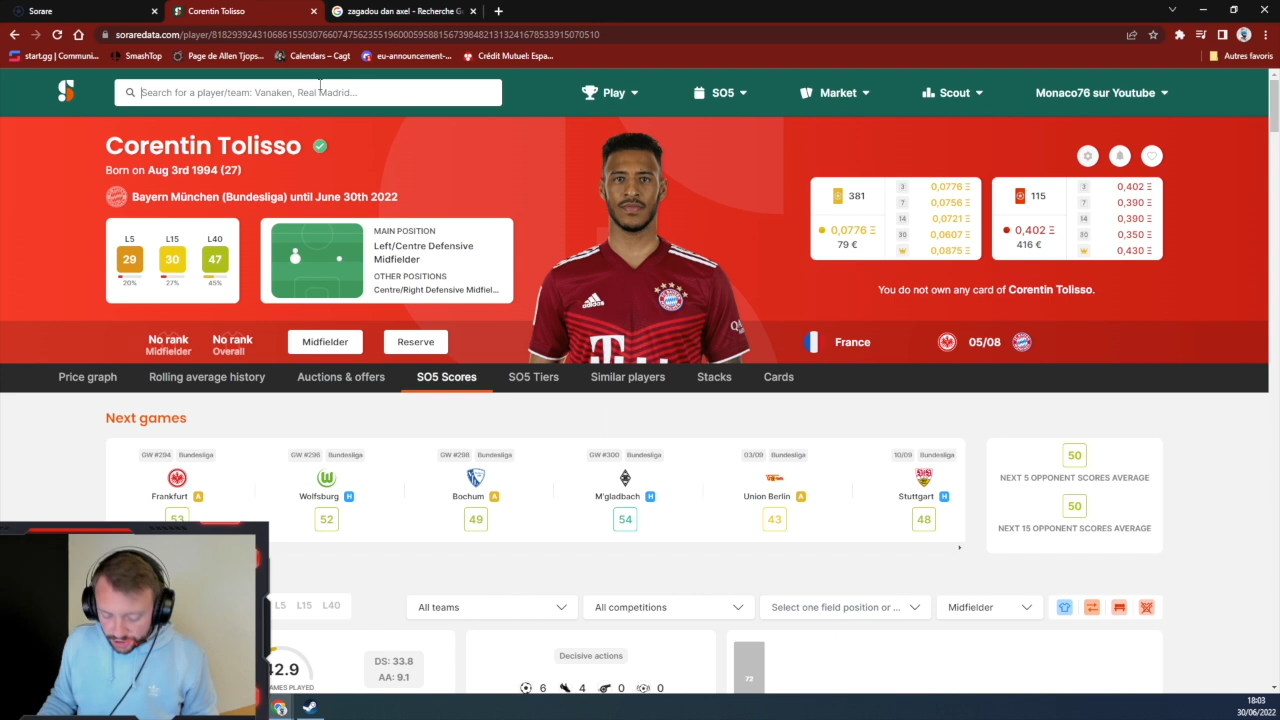 Sorare
Corentin Tolisso
zagadou dan axel - Recherche G
soraredata.com/player/81829392431068615503076607475623551960005958815673984821313241678533915070510
start.gg | Communi...
SmashTop
Page de Allen Tjops...
Calendars – Cagt
eu-announcement-...
Crédit Mutuel: Espa...
Autres favoris
Search for a player/team: Vanaken, Real Madrid...
Play
SO5
Market
Scout
Monaco76 sur Youtube
Corentin Tolisso
Born on Aug 3rd 1994 (27)
Bayern München (Bundesliga) until June 30th 2022
L5 L15 L40
29 30 47
20% 27% 45%
MAIN POSITION
Left/Centre Defensive
Midfielder
OTHER POSITIONS
Centre/Right Defensive Midfiel...
381
0,0776 Ξ
79 €
3 0,0776 Ξ
7 0,0756 Ξ
14 0,0721 Ξ
30 0,0607 Ξ
W 0,0875 Ξ
115
0,402 Ξ
416 €
3 0,402 Ξ
7 0,390 Ξ
14 0,390 Ξ
30 0,350 Ξ
W 0,430 Ξ
You do not own any card of Corentin Tolisso.
adidas
No rank
Midfielder
No rank
Overall
Midfielder
Reserve
France
05/08
Price graph
Rolling average history
Auctions & offers
SO5 Scores
SO5 Tiers
Similar players
Stacks
Cards
Next games
GW #294 Bundesliga
Frankfurt A
53
GW #296 Bundesliga
Wolfsburg H
52
GW #298 Bundesliga
Bochum A
49
GW #300 Bundesliga
M'gladbach H
54
03/09 Bundesliga
Union Berlin A
43
10/09 Bundesliga
Stuttgart H
48
50
NEXT 5 OPPONENT SCORES AVERAGE
50
NEXT 15 OPPONENT SCORES AVERAGE
L5 L15 L40
All teams
All competitions
Select one field position or ...
Midfielder
42.9
GAMES PLAYED
DS: 33.8
AA: 9.1
Decisive actions
6 4 0 0
72
18:03
30/06/2022